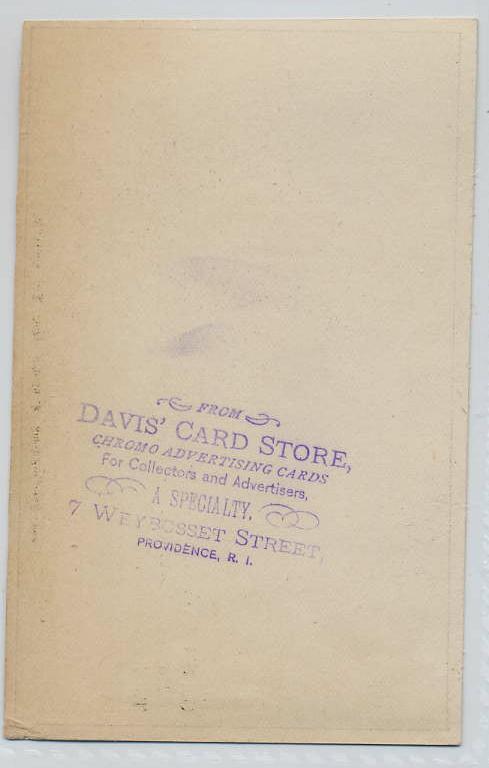 FROM
DAVIS' CARD STORE,
CHROMO ADVERTISING CARDS
For Collectors and Advertisers,
A SPECIALTY.
7 WEYBOSSET STREET,
PROVIDENCE, R. I.